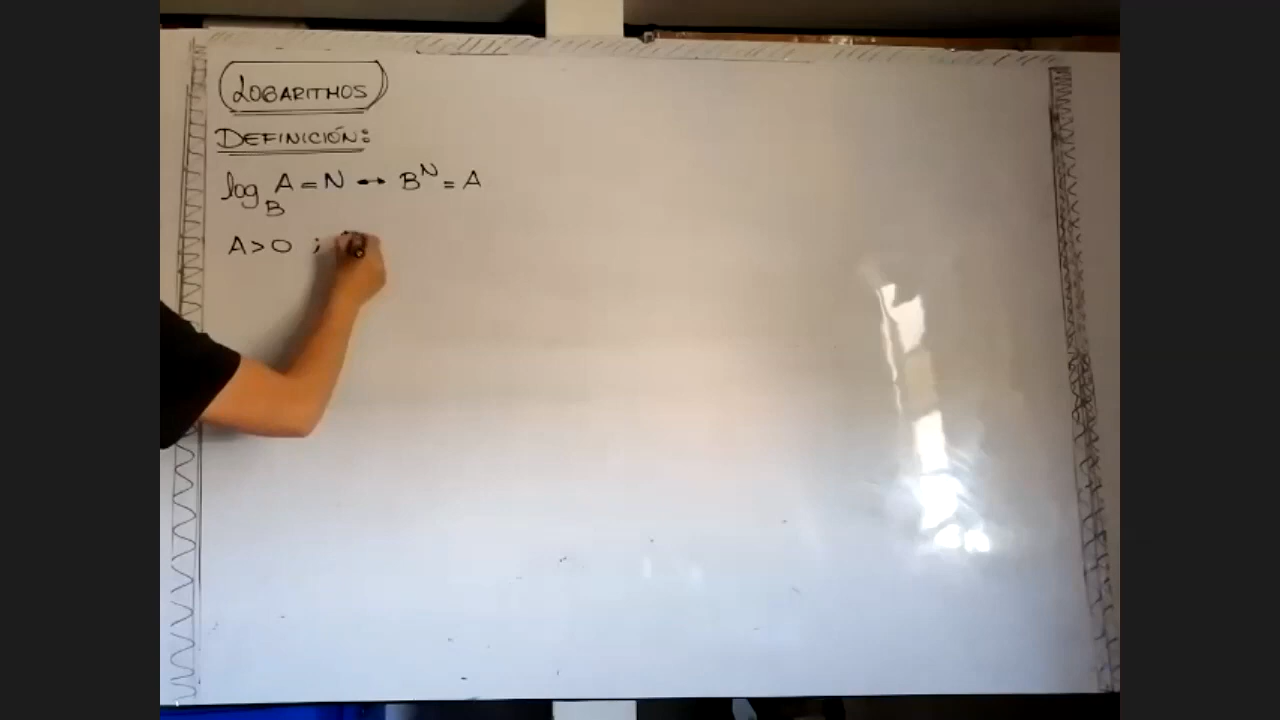 LOGARITMOS
DEFINICIÓN:
log_B A = N ↔ B^N = A
A > 0 ; B